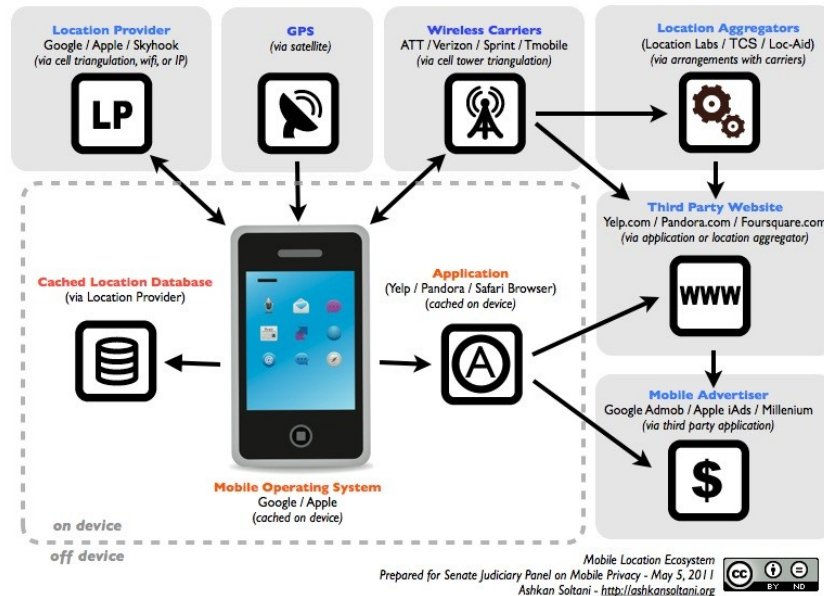 Location Provider
Google / Apple / Skyhook
(via cell triangulation, wifi, or IP)
LP
GPS
(via satellite)
Wireless Carriers
ATT / Verizon / Sprint / Tmobile
(via cell tower triangulation)
Location Aggregators
(Location Labs / TCS / Loc-Aid)
(via arrangements with carriers)
Third Party Website
Yelp.com / Pandora.com / Foursquare.com
(via application or location aggregator)
WWW
Cached Location Database
(via Location Provider)
Application
(Yelp / Pandora / Safari Browser)
(cached on device)
A
Mobile Advertiser
Google Admob / Apple iAds / Millenium
(via third party application)
$
Mobile Operating System
Google / Apple
(cached on device)
on device
off device
Mobile Location Ecosystem
Prepared for Senate Judiciary Panel on Mobile Privacy - May 5, 2011
Ashkan Soltani - http://ashkansoltani.org
cc
BY ND